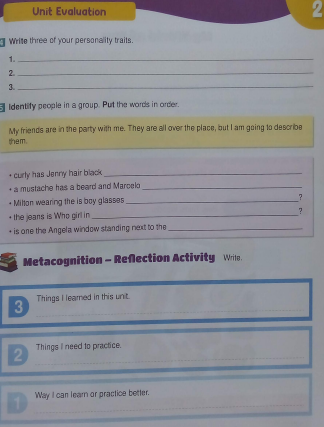 Unit Evaluation
2
Write three of your personality traits.
1.
2.
3.
Identify people in a group. Put the words in order.
My friends are in the party with me. They are all over the place, but I am going to describe
them.
• curly has Jenny hair black
• a mustache has a beard and Marcelo
• Milton wearing the is boy glasses ?
• the jeans is Who girl in ?
• is one the Angela window standing next to the
Metacognition – Reflection Activity Write.
3 Things I learned in this unit.
2 Things I need to practice.
1 Way I can learn or practice better.